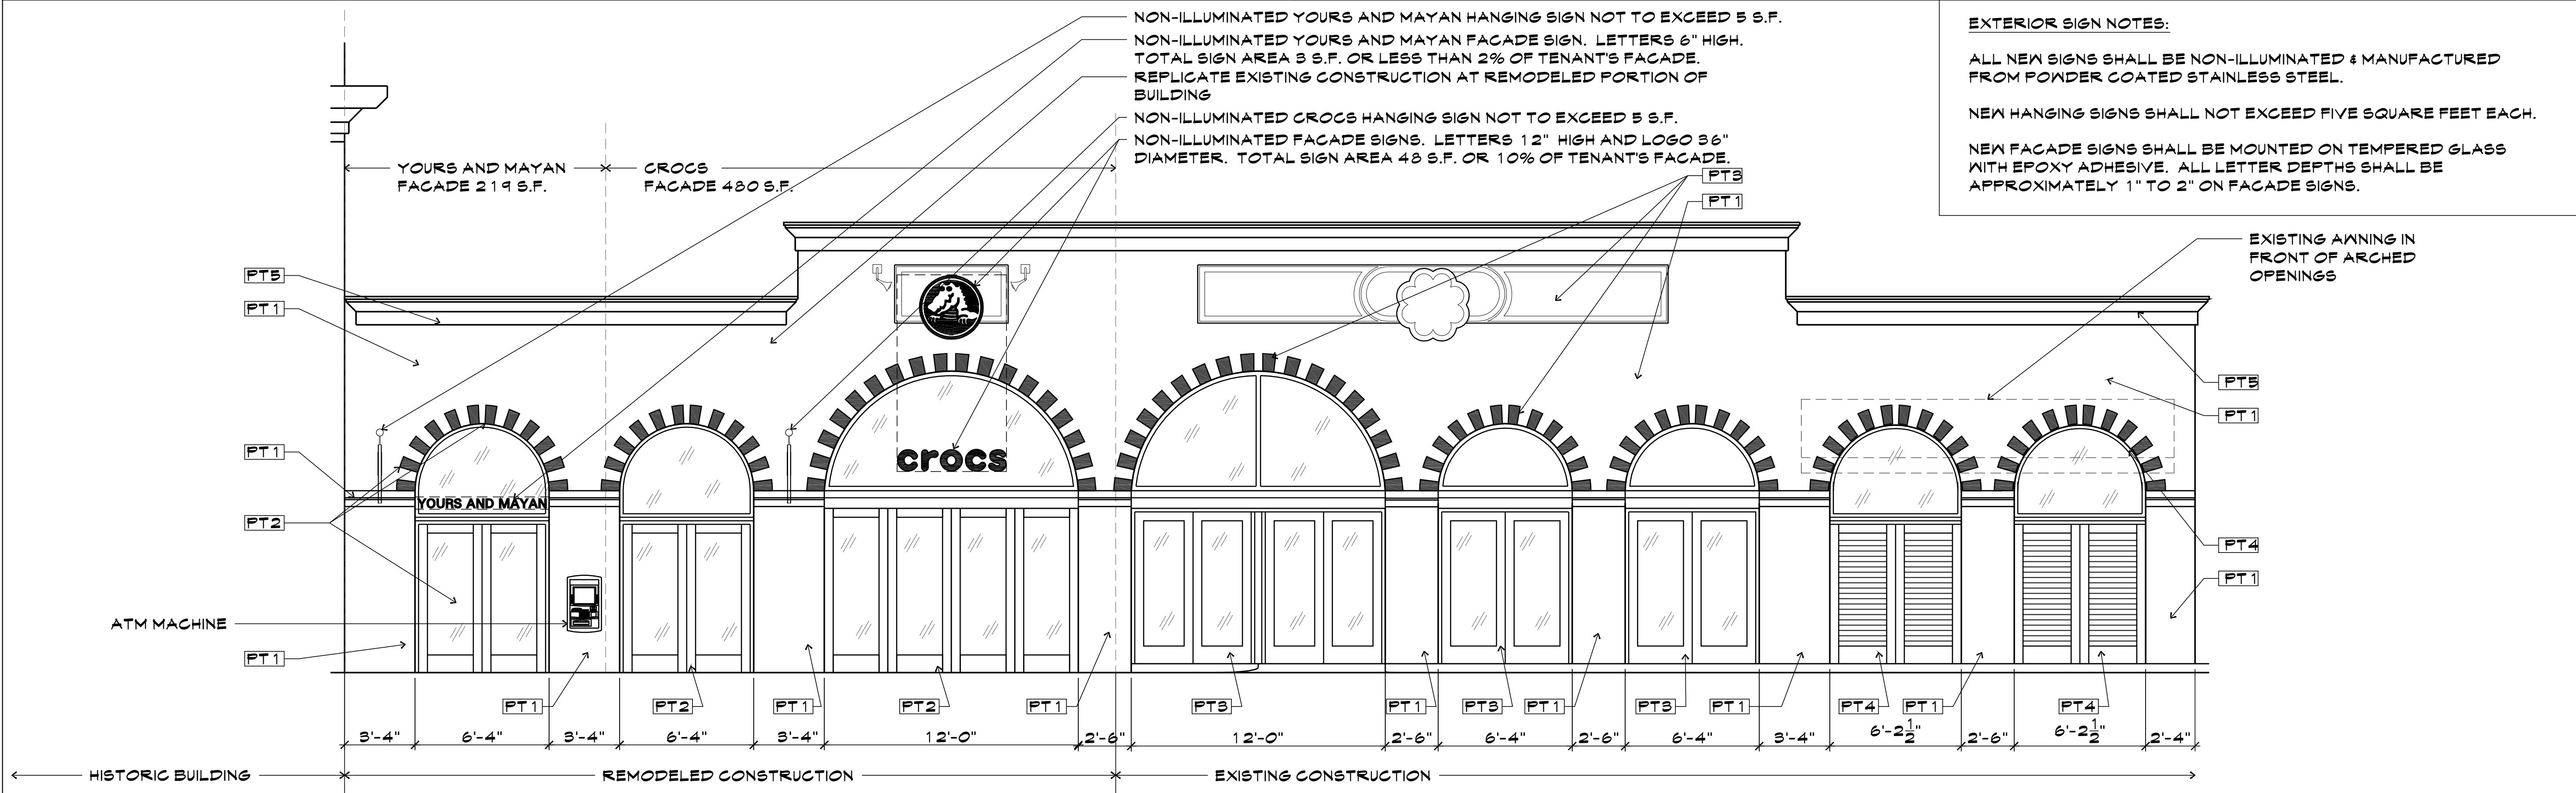 NON-ILLUMINATED YOURS AND MAYAN HANGING SIGN NOT TO EXCEED 5 S.F.
NON-ILLUMINATED YOURS AND MAYAN FACADE SIGN. LETTERS 6" HIGH.
TOTAL SIGN AREA 3 S.F. OR LESS THAN 2% OF TENANT'S FACADE.
REPLICATE EXISTING CONSTRUCTION AT REMODELED PORTION OF
BUILDING
NON-ILLUMINATED CROCS HANGING SIGN NOT TO EXCEED 5 S.F.
NON-ILLUMINATED FACADE SIGNS. LETTERS 12" HIGH AND LOGO 36"
DIAMETER. TOTAL SIGN AREA 48 S.F. OR 10% OF TENANT'S FACADE.
EXTERIOR SIGN NOTES:
ALL NEW SIGNS SHALL BE NON-ILLUMINATED & MANUFACTURED
FROM POWDER COATED STAINLESS STEEL.
NEW HANGING SIGNS SHALL NOT EXCEED FIVE SQUARE FEET EACH.
NEW FACADE SIGNS SHALL BE MOUNTED ON TEMPERED GLASS
WITH EPOXY ADHESIVE. ALL LETTER DEPTHS SHALL BE
APPROXIMATELY 1" TO 2" ON FACADE SIGNS.
YOURS AND MAYAN
FACADE 219 S.F.
CROCS
FACADE 480 S.F.
PT3
PT1
EXISTING AWNING IN
FRONT OF ARCHED
OPENINGS
PT5
PT1
PT5
PT1
PT1
crocs
YOURS AND MAYAN
PT2
PT4
PT1
ATM MACHINE
PT1
PT1
PT2
PT1
PT2
PT1
PT3
PT1
PT3
PT1
PT3
PT1
PT4
PT1
PT4
3'-4"
6'-4"
3'-4"
6'-4"
3'-4"
12'-0"
2'-6"
12'-0"
2'-6"
6'-4"
2'-6"
6'-4"
3'-4"
6'-2 1/2"
2'-6"
6'-2 1/2"
2'-4"
HISTORIC BUILDING
REMODELED CONSTRUCTION
EXISTING CONSTRUCTION